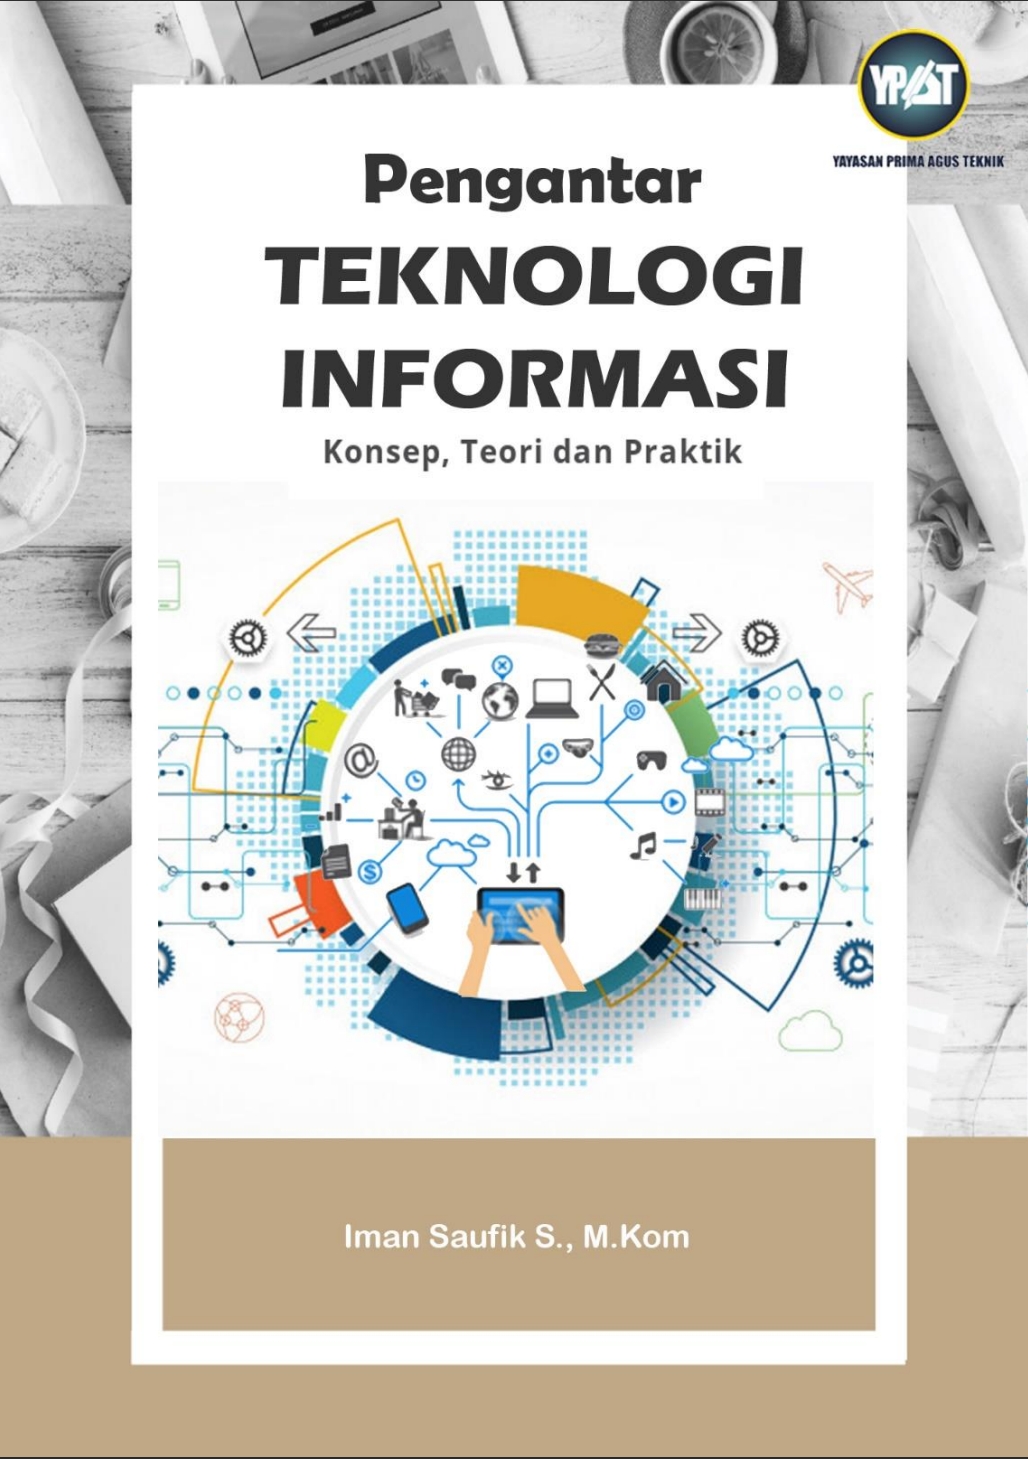 YPAT
YAYASAN PRIMA AGUS TEKNIK
Pengantar
TEKNOLOGI
INFORMASI
Konsep, Teori dan Praktik
Iman Saufik S., M.Kom